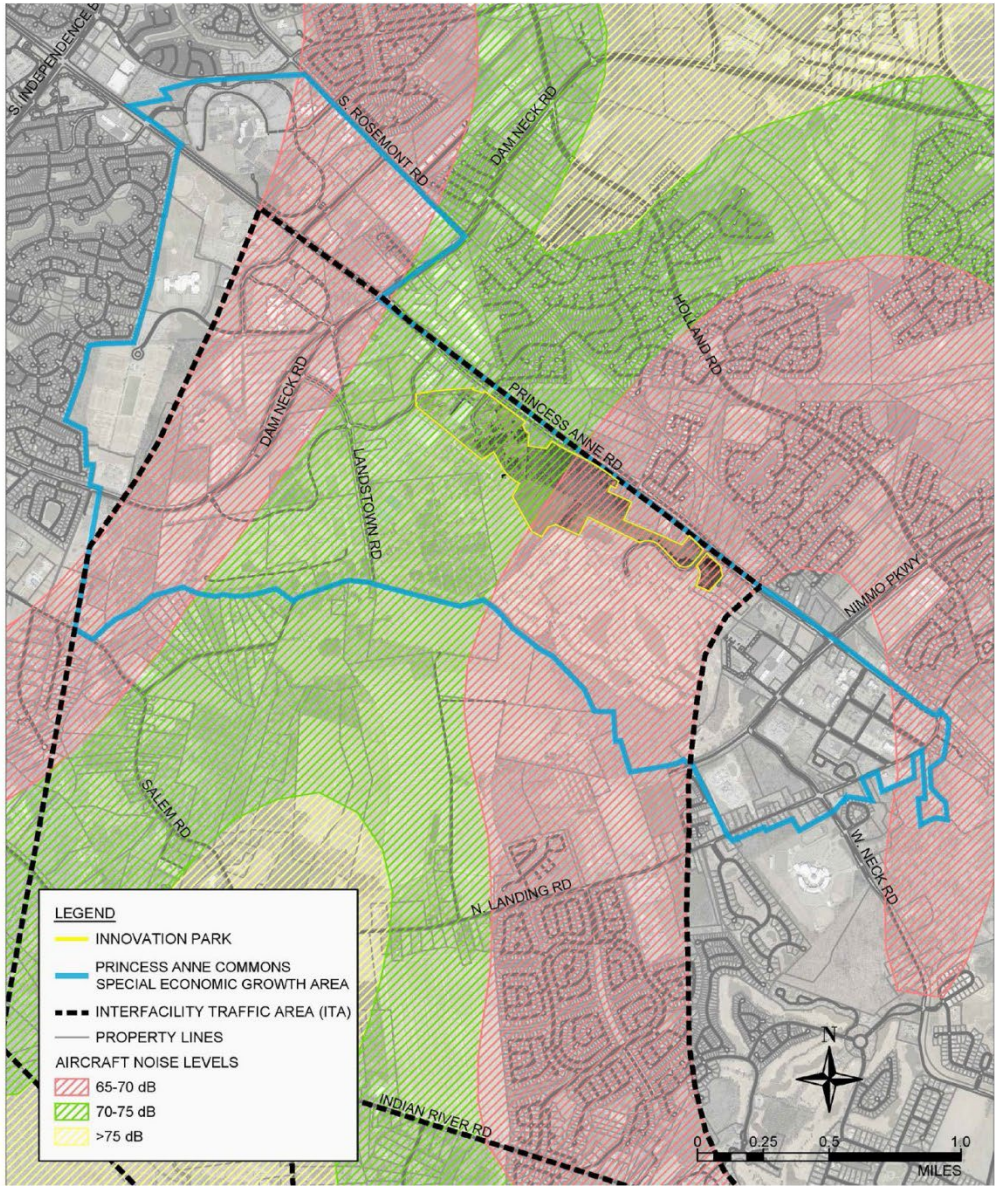 S. INDEPENDENCE B
S. ROSEMONT RD
DAM NECK RD
HOLLAND RD
DAM NECK RD
PRINCESS ANNE RD
LANDSTOWN RD
NIMMO PKWY
SALEM RD
W. NECK RD
N. LANDING RD
INDIAN RIVER RD
LEGEND
INNOVATION PARK
PRINCESS ANNE COMMONS
SPECIAL ECONOMIC GROWTH AREA
INTERFACILITY TRAFFIC AREA (ITA)
PROPERTY LINES
AIRCRAFT NOISE LEVELS
65-70 dB
70-75 dB
>75 dB
N
0 0.25 0.5 1.0
MILES